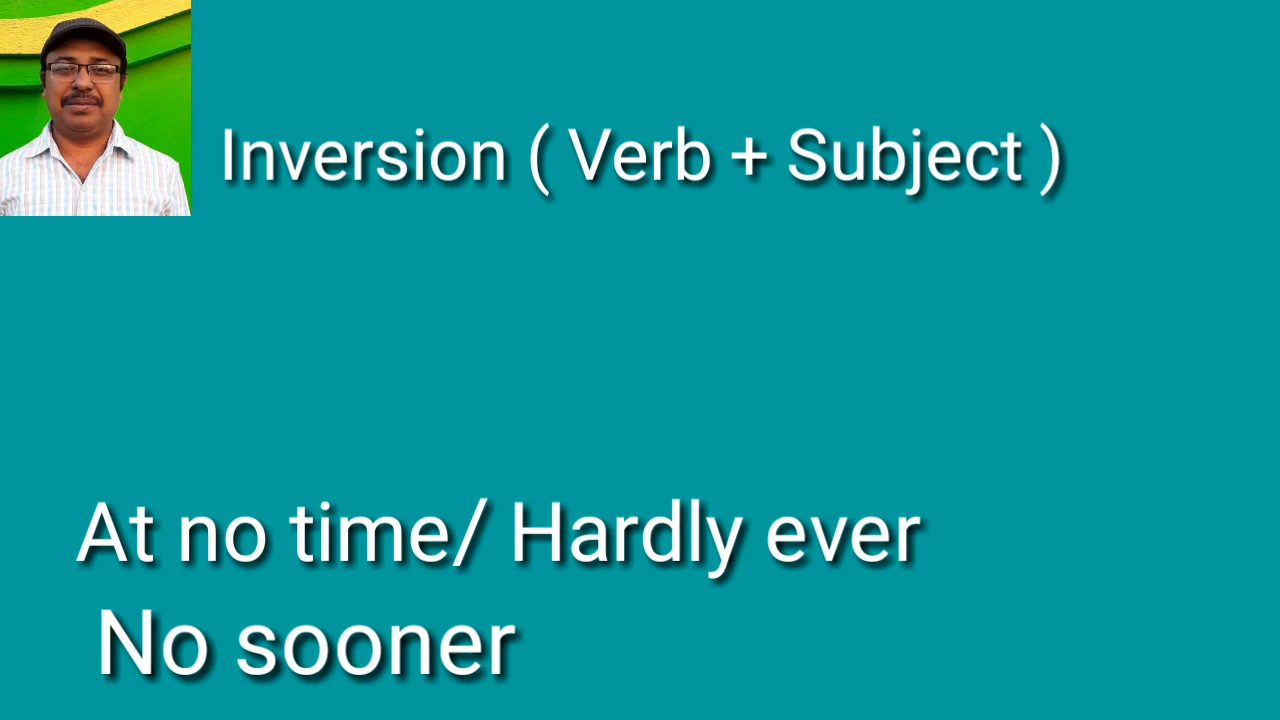 Inversion ( Verb + Subject )
At no time/ Hardly ever
No sooner